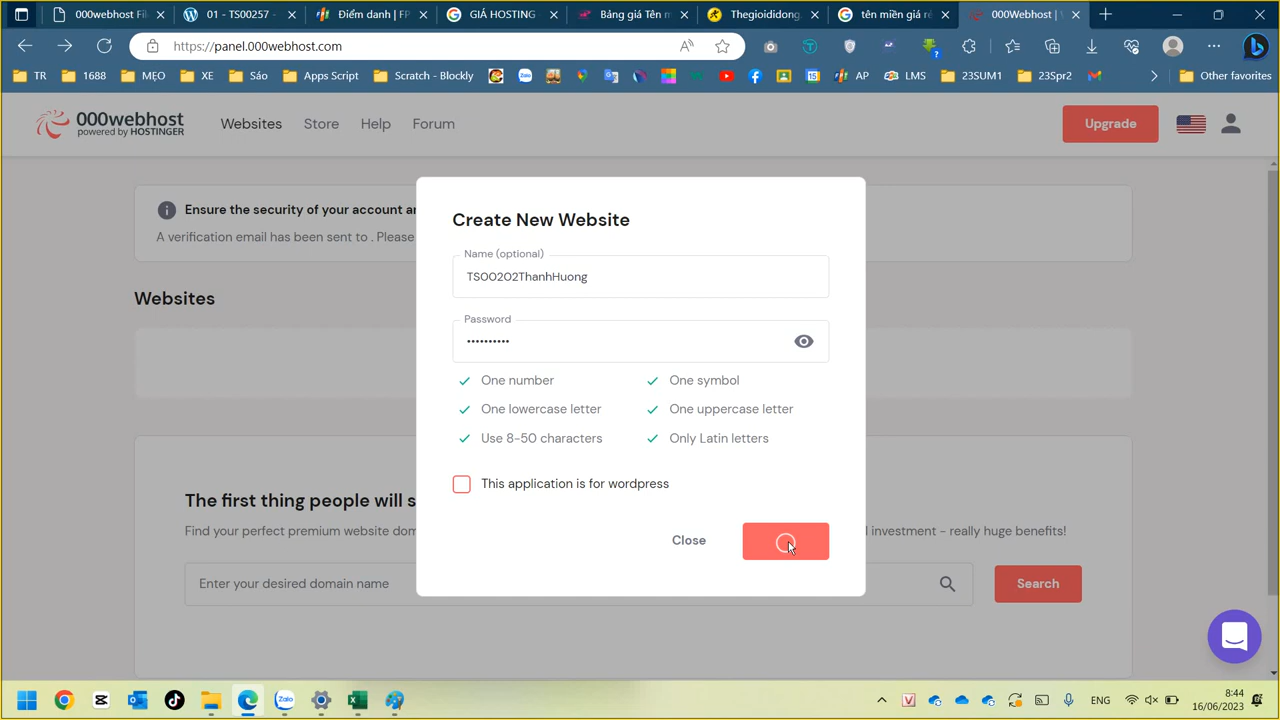 000webhost Fil
01 - TS00257 -
Điểm danh | FP
GIÁ HOSTING
Bảng giá Tên m
Thegioididong.
tên miền giá rẻ
000Webhost |
https://panel.000webhost.com
TR
1688
MẸO
XE
Sáo
Apps Script
Scratch - Blockly
AP
LMS
23SUM1
23Spr2
Other favorites
000webhost
powered by HOSTINGER
Websites
Store
Help
Forum
Upgrade
Ensure the security of your account ar
A verification email has been sent to . Please
Websites
Create New Website
Name (optional)
TS00202ThanhHuong
Password
••••••••••
One number
One symbol
One lowercase letter
One uppercase letter
Use 8-50 characters
Only Latin letters
This application is for wordpress
Close
The first thing people will s
Find your perfect premium website dom
l investment - really huge benefits!
Enter your desired domain name
Search
ENG
8:44
16/06/2023